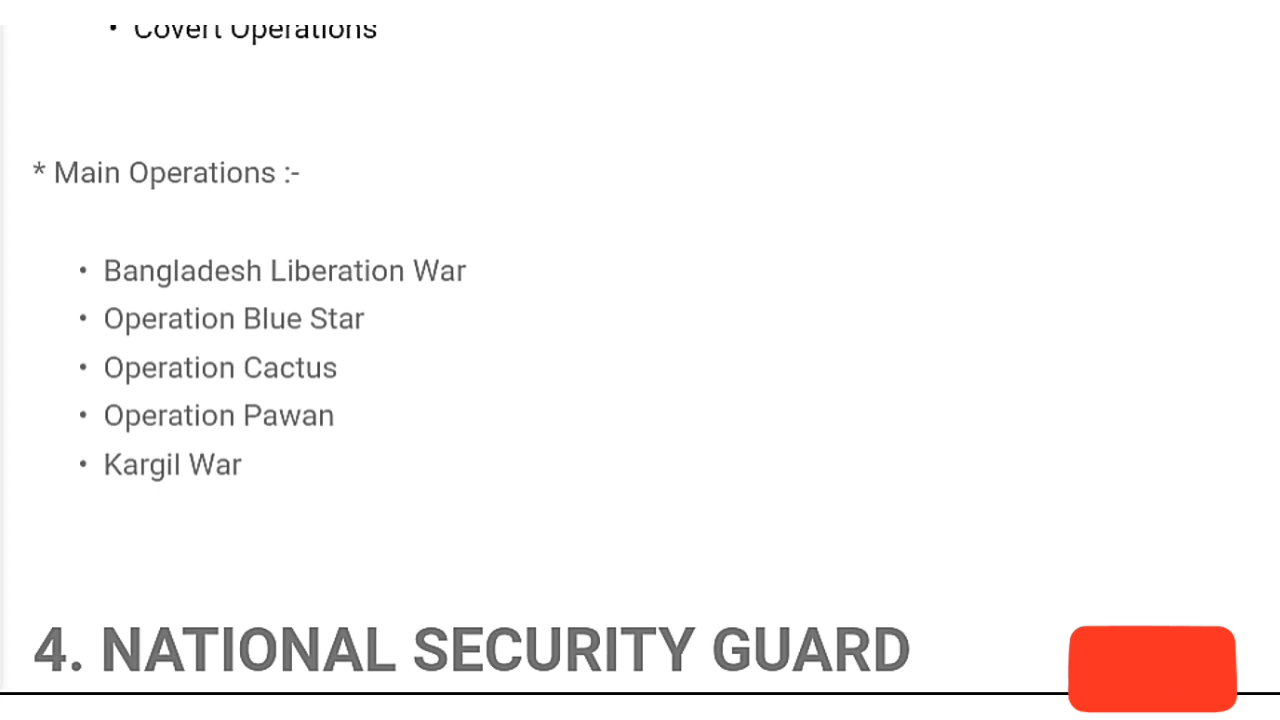 • Covert Operations
* Main Operations :-
• Bangladesh Liberation War
• Operation Blue Star
• Operation Cactus
• Operation Pawan
• Kargil War
4. NATIONAL SECURITY GUARD